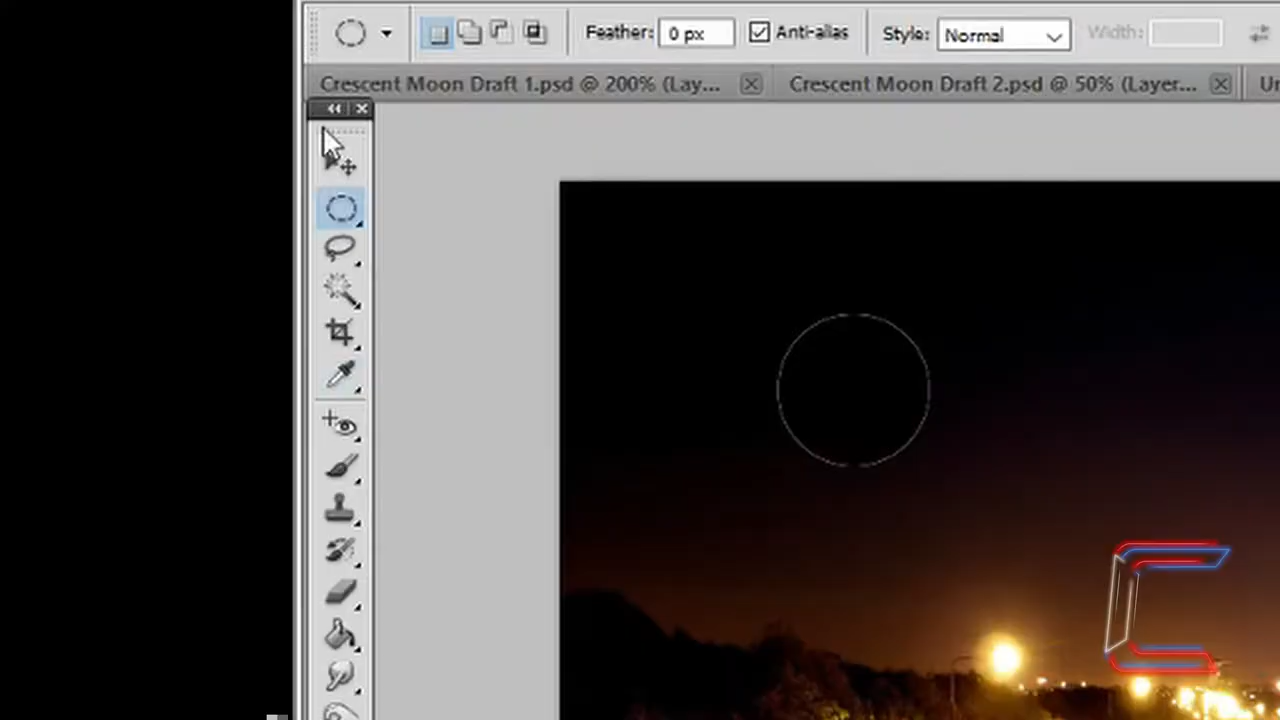 Feather: 0 px Anti-alias Style: Normal Width:
Crescent Moon Draft 1.psd @ 200% (Lay... Crescent Moon Draft 2.psd @ 50% (Layer... Un